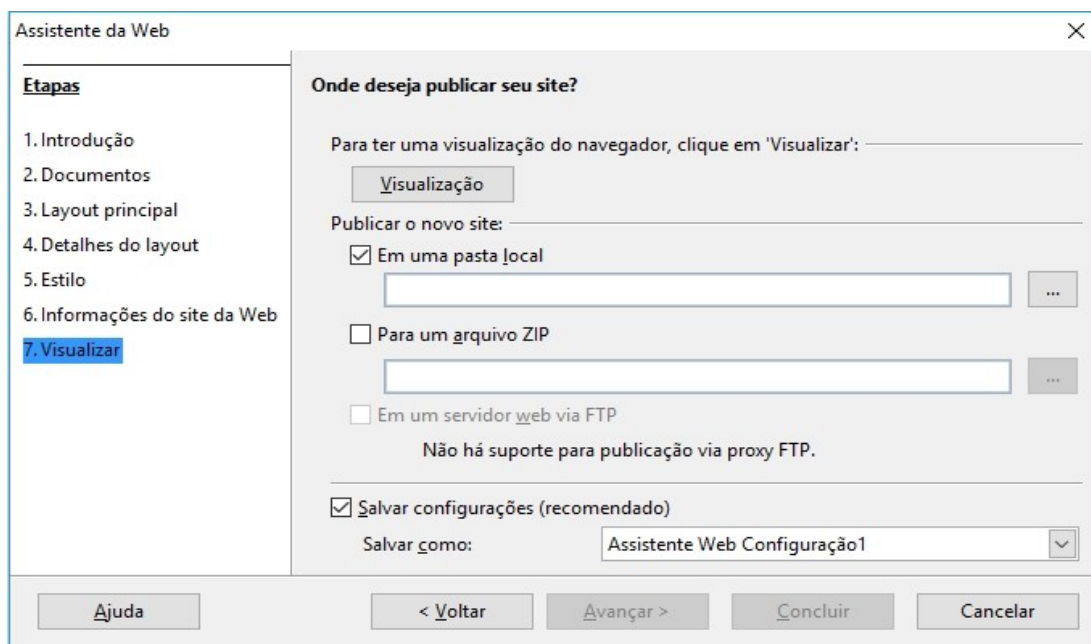 Assistente da Web
Etapas
1. Introdução
2. Documentos
3. Layout principal
4. Detalhes do layout
5. Estilo
6. Informações do site da Web
7. Visualizar
Onde deseja publicar seu site?
Para ter uma visualização do navegador, clique em 'Visualizar':
Visualização
Publicar o novo site:
Em uma pasta local
...
Para um arquivo ZIP
...
Em um servidor web via FTP
Não há suporte para publicação via proxy FTP.
Salvar configurações (recomendado)
Salvar como: Assistente Web Configuração1
Ajuda < Voltar Avançar > Concluir Cancelar